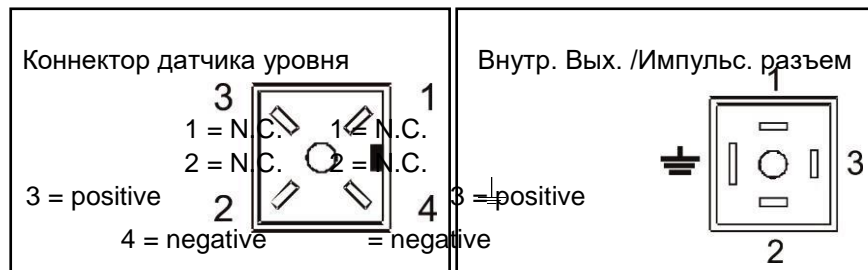 Коннектор датчика уровня
3 1
1 = N.C.
2 = N.C.
3 = positive
2 4
4 = negative
Внутр. Вых. /Импульс. разъем
1
1 = N.C.
2 = N.C.
3 = positive
3
= negative
2